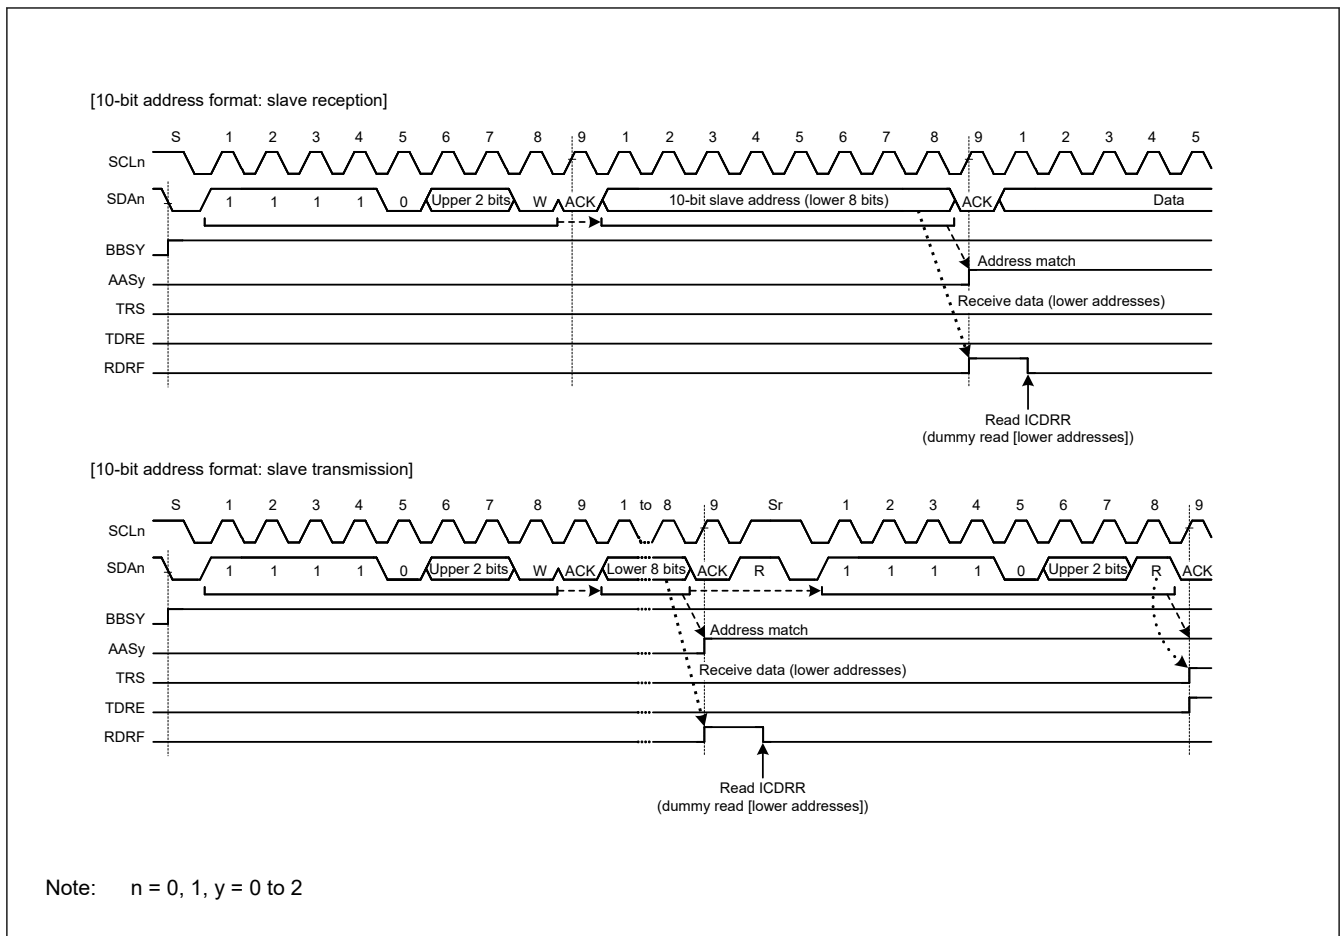 [10-bit address format: slave reception]
S 1 2 3 4 5 6 7 8 9 1 2 3 4 5 6 7 8 9 1 2 3 4 5
SCLn
SDAn 1 1 1 1 0 Upper 2 bits W ACK 10-bit slave address (lower 8 bits) ACK Data
BBSY
Address match
AASy
Receive data (lower addresses)
TRS
TDRE
RDRF
Read ICDRR
(dummy read [lower addresses])
[10-bit address format: slave transmission]
S 1 2 3 4 5 6 7 8 9 1 to 8 9 Sr 1 2 3 4 5 6 7 8 9
SCLn
SDAn 1 1 1 1 0 Upper 2 bits W ACK Lower 8 bits ACK R 1 1 1 1 0 Upper 2 bits R ACK
BBSY
Address match
AASy
Receive data (lower addresses)
TRS
TDRE
RDRF
Read ICDRR
(dummy read [lower addresses])
Note: n = 0, 1, y = 0 to 2